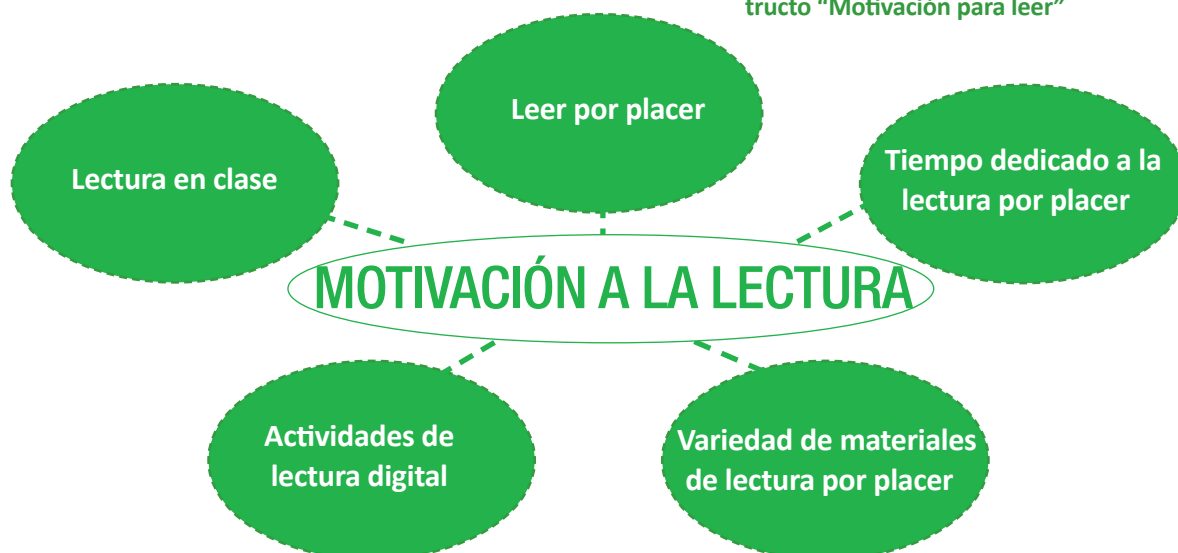 tructo “Motivación para leer”
Leer por placer
Lectura en clase
Tiempo dedicado a la
lectura por placer
MOTIVACIÓN A LA LECTURA
Actividades de
lectura digital
Variedad de materiales
de lectura por placer